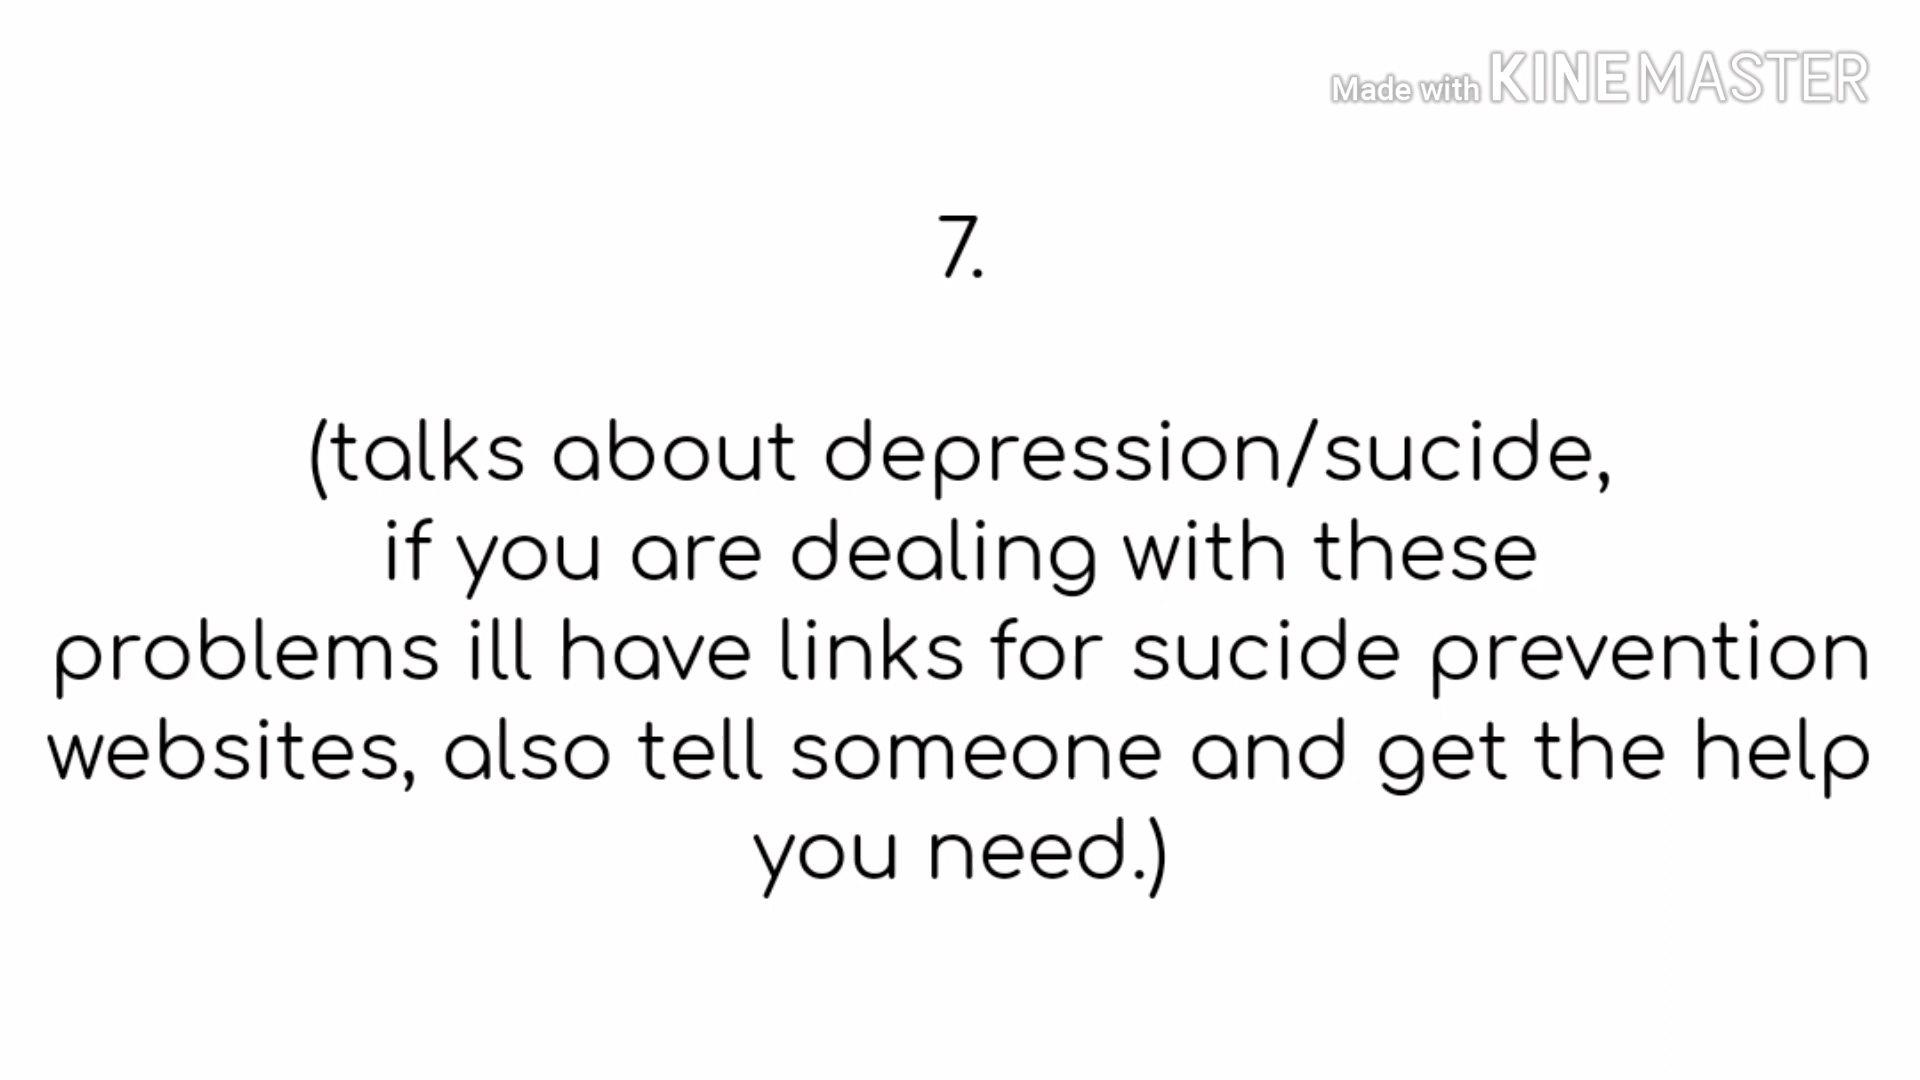 Made with KINEMASTER
7.
(talks about depression/sucide,
if you are dealing with these
problems ill have links for sucide prevention
websites, also tell someone and get the help
you need.)